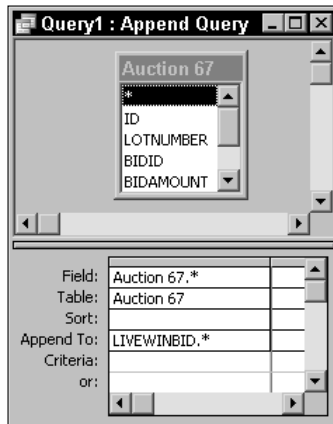 Query1 : Append Query
Auction 67
*
ID
LOTNUMBER
BIDID
BIDAMOUNT
Field: Auction 67.*
Table: Auction 67
Sort:
Append To: LIVEWINBID.*
Criteria:
or: